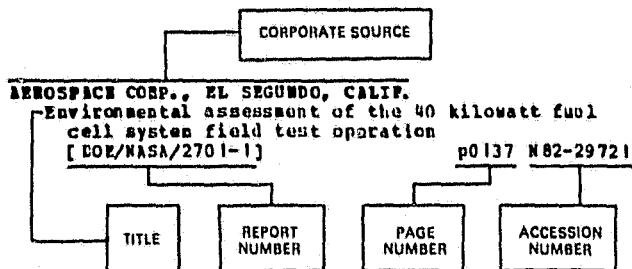 CORPORATE SOURCE
AEROSPACE CORP., EL SEGUNDO, CALIF.
Environmental assessment of the 40 kilowatt fuel
cell system field test operation
[DOE/NASA/2701-1] p0137 N82-29721
TITLE
REPORT NUMBER
PAGE NUMBER
ACCESSION NUMBER